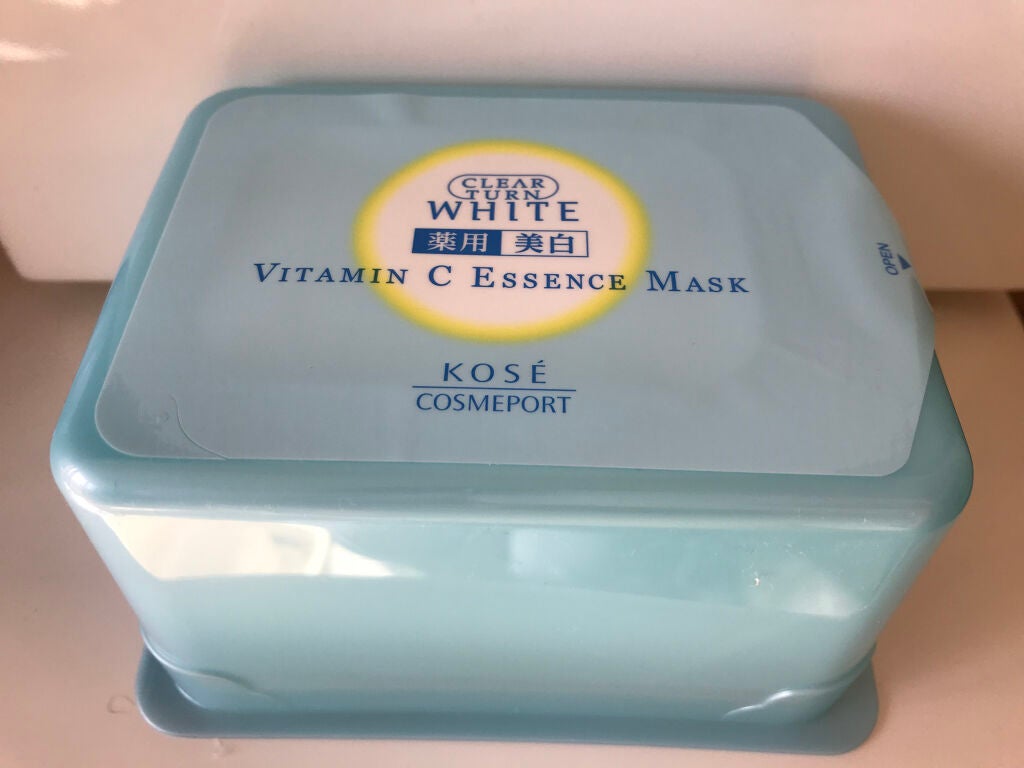 CLEAR
TURN
WHITE
薬用 美白
VITAMIN C ESSENCE MASK
OPEN
KOSÉ
COSMEPORT